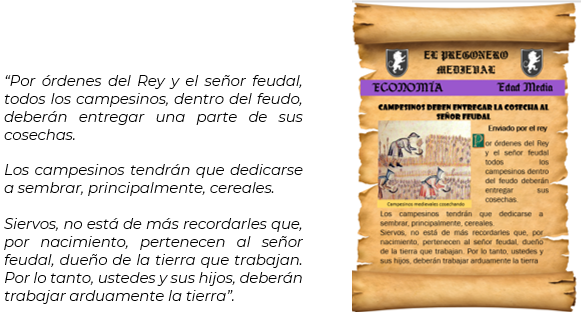 “Por órdenes del Rey y el señor feudal,
todos los campesinos, dentro del feudo,
deberán entregar una parte de sus
cosechas.
Los campesinos tendrán que dedicarse
a sembrar, principalmente, cereales.
Siervos, no está de más recordarles que,
por nacimiento, pertenecen al señor
feudal, dueño de la tierra que trabajan.
Por lo tanto, ustedes y sus hijos, deberán
trabajar arduamente la tierra”.
EL PREGONERO
MEDIEVAL
ECONOMÍA Edad Media
CAMPESINOS DEBEN ENTREGAR LA COSECHA AL
SEÑOR FEUDAL
Enviado por el rey
Por órdenes del Rey
y el señor feudal
todos los
campesinos dentro
del feudo deberán
entregar sus
cosechas.
Campesinos medievales cosechando
Los campesinos tendrán que dedicarse a
sembrar, principalmente, cereales.
Siervos, no está de más recordarles que, por
nacimiento, pertenecen al señor feudal, dueño
de la tierra que trabajan. Por lo tanto, ustedes y
sus hijos, deberán trabajar arduamente la tierra